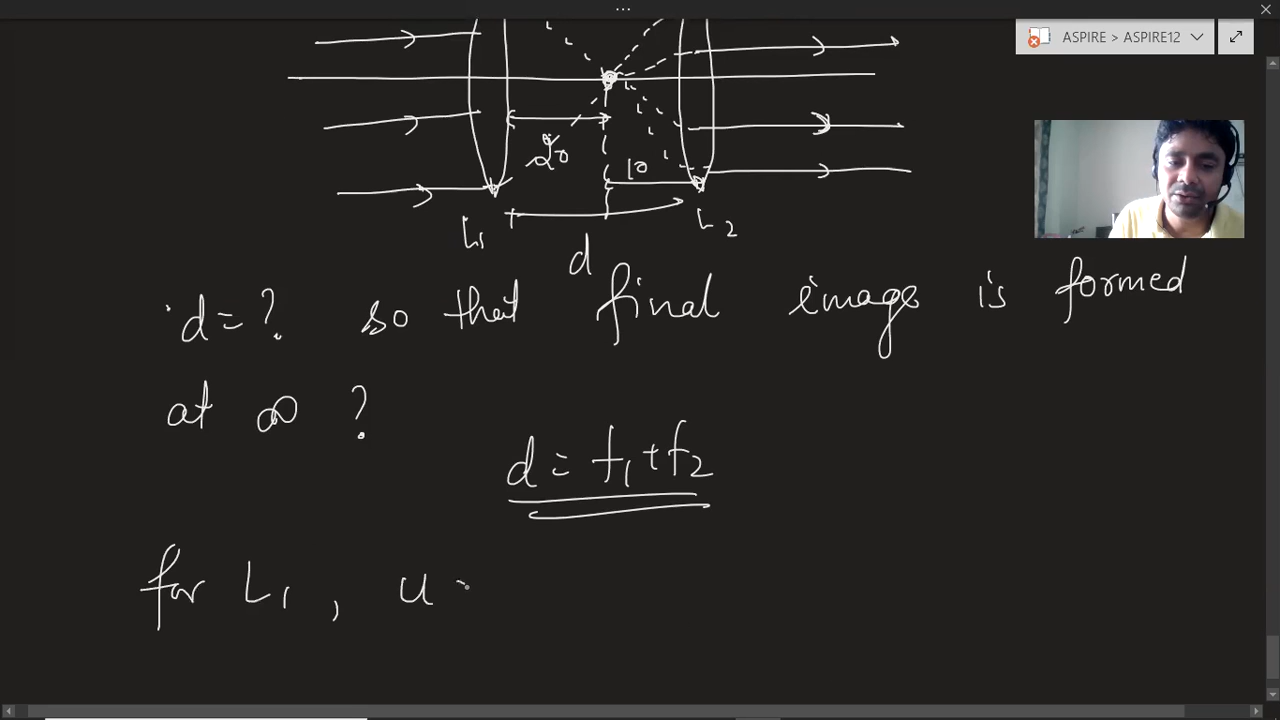 ASPIRE > ASPIRE12
20
10
L1
L2
d
d = ? so that final image is formed
at ∞ ?
d = f1 + f2
for L1 , u -